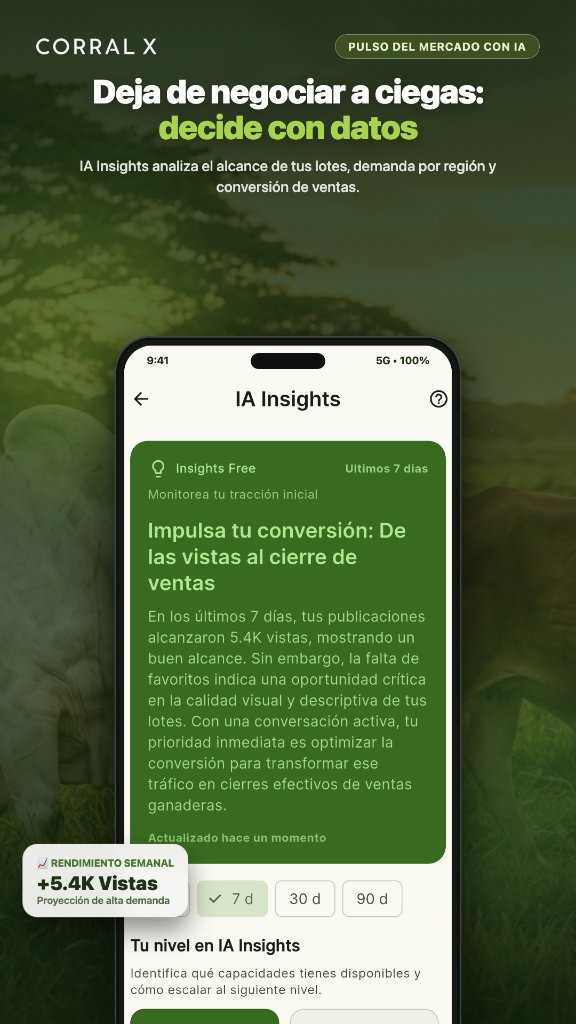 CORRAL X
PULSO DEL MERCADO CON IA
Deja de negociar a ciegas:
decide con datos
IA Insights analiza el alcance de tus lotes, demanda por región y
conversión de ventas.
9:41
5G • 100%
IA Insights
Insights Free
Ultimos 7 dias
Monitorea tu tracción inicial
Impulsa tu conversión: De
las vistas al cierre de
ventas
En los últimos 7 días, tus publicaciones
alcanzaron 5.4K vistas, mostrando un
buen alcance. Sin embargo, la falta de
favoritos indica una oportunidad crítica
en la calidad visual y descriptiva de tus
lotes. Con una conversación activa, tu
prioridad inmediata es optimizar la
conversión para transformar ese
tráfico en cierres efectivos de ventas
ganaderas.
Actualizado hace un momento
RENDIMIENTO SEMANAL
+5.4K Vistas
Proyección de alta demanda
7 d
30 d
90 d
Tu nivel en IA Insights
Identifica qué capacidades tienes disponibles y
cómo escalar al siguiente nivel.